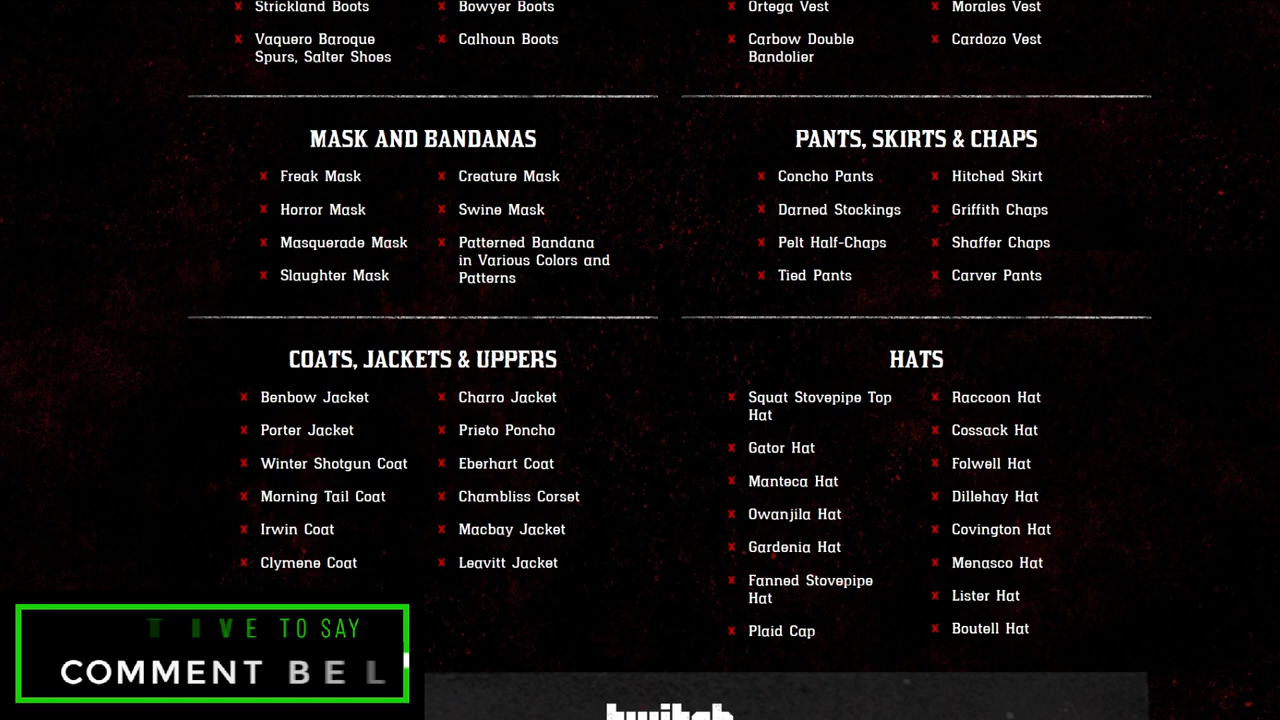 Strickland Boots
Bowyer Boots
Vaquero Baroque
Spurs, Salter Shoes
Calhoun Boots
Ortega Vest
Morales Vest
Carbow Double
Bandolier
Cardozo Vest
MASK AND BANDANAS
Freak Mask
Creature Mask
Horror Mask
Swine Mask
Masquerade Mask
Patterned Bandana
in Various Colors and
Patterns
Slaughter Mask
PANTS, SKIRTS & CHAPS
Concho Pants
Hitched Skirt
Darned Stockings
Griffith Chaps
Pelt Half-Chaps
Shaffer Chaps
Tied Pants
Carver Pants
COATS, JACKETS & UPPERS
Benbow Jacket
Charro Jacket
Porter Jacket
Prieto Poncho
Winter Shotgun Coat
Eberhart Coat
Morning Tail Coat
Chambliss Corset
Irwin Coat
Macbay Jacket
Clymene Coat
Leavitt Jacket
HATS
Squat Stovepipe Top
Hat
Raccoon Hat
Gator Hat
Cossack Hat
Manteca Hat
Folwell Hat
Owanjila Hat
Dillehay Hat
Gardenia Hat
Covington Hat
Fanned Stovepipe
Hat
Menasco Hat
Plaid Cap
Lister Hat
Boutell Hat
T IVE TO SAY
COMMENT BEL
twitch